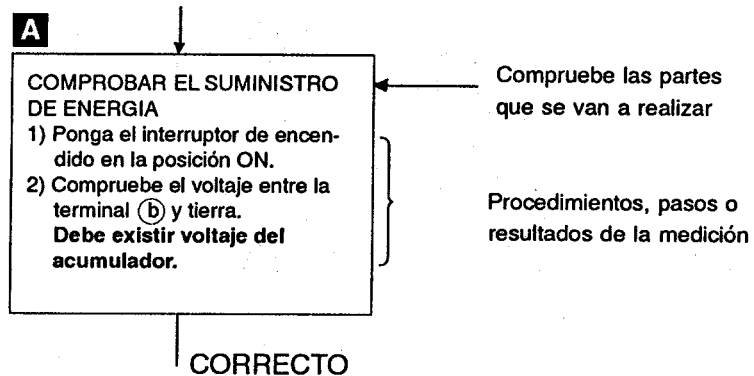 A
COMPROBAR EL SUMINISTRO
DE ENERGIA
1) Ponga el interruptor de encen-
dido en la posición ON.
2) Compruebe el voltaje entre la
terminal ⓑ y tierra.
Debe existir voltaje del
acumulador.
Compruebe las partes
que se van a realizar
Procedimientos, pasos o
resultados de la medición
CORRECTO